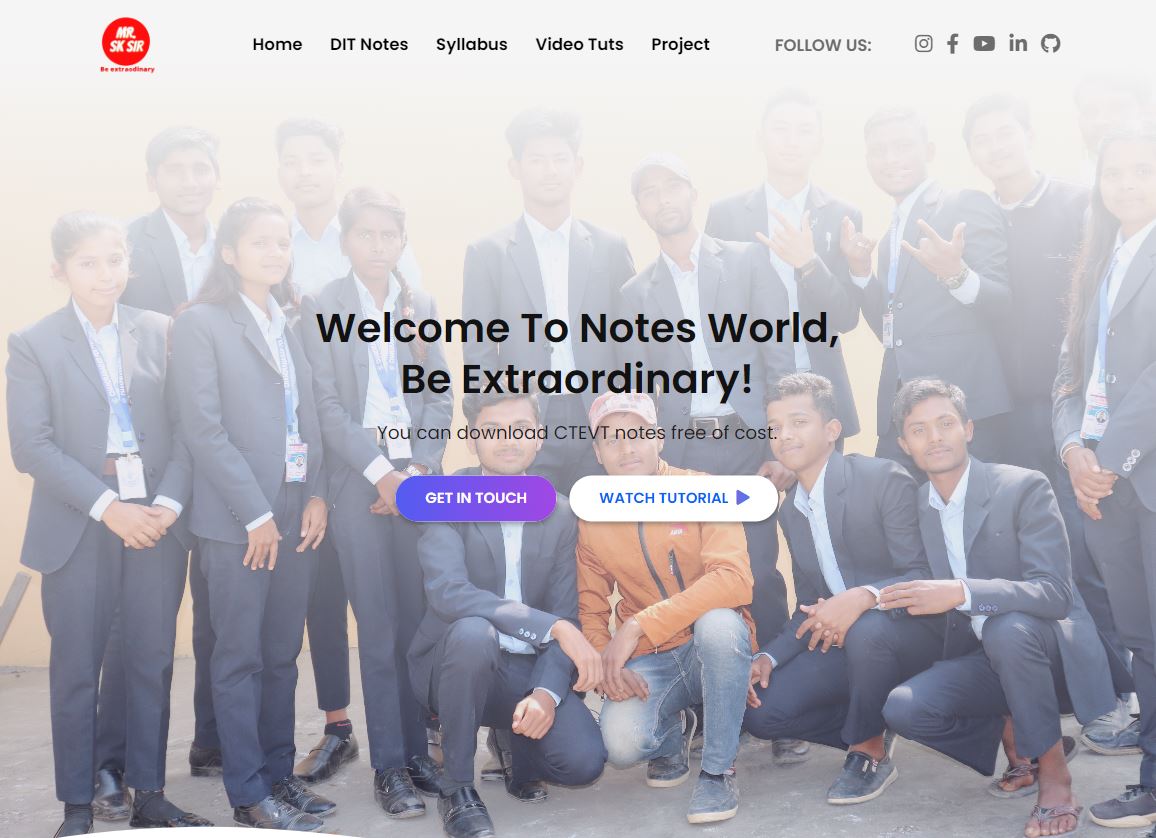 MR.
SK SIR
Be extraodinary
Home DIT Notes Syllabus Video Tuts Project FOLLOW US:
Welcome To Notes World,
Be Extraordinary!
You can download CTEVT notes free of cost.
GET IN TOUCH WATCH TUTORIAL